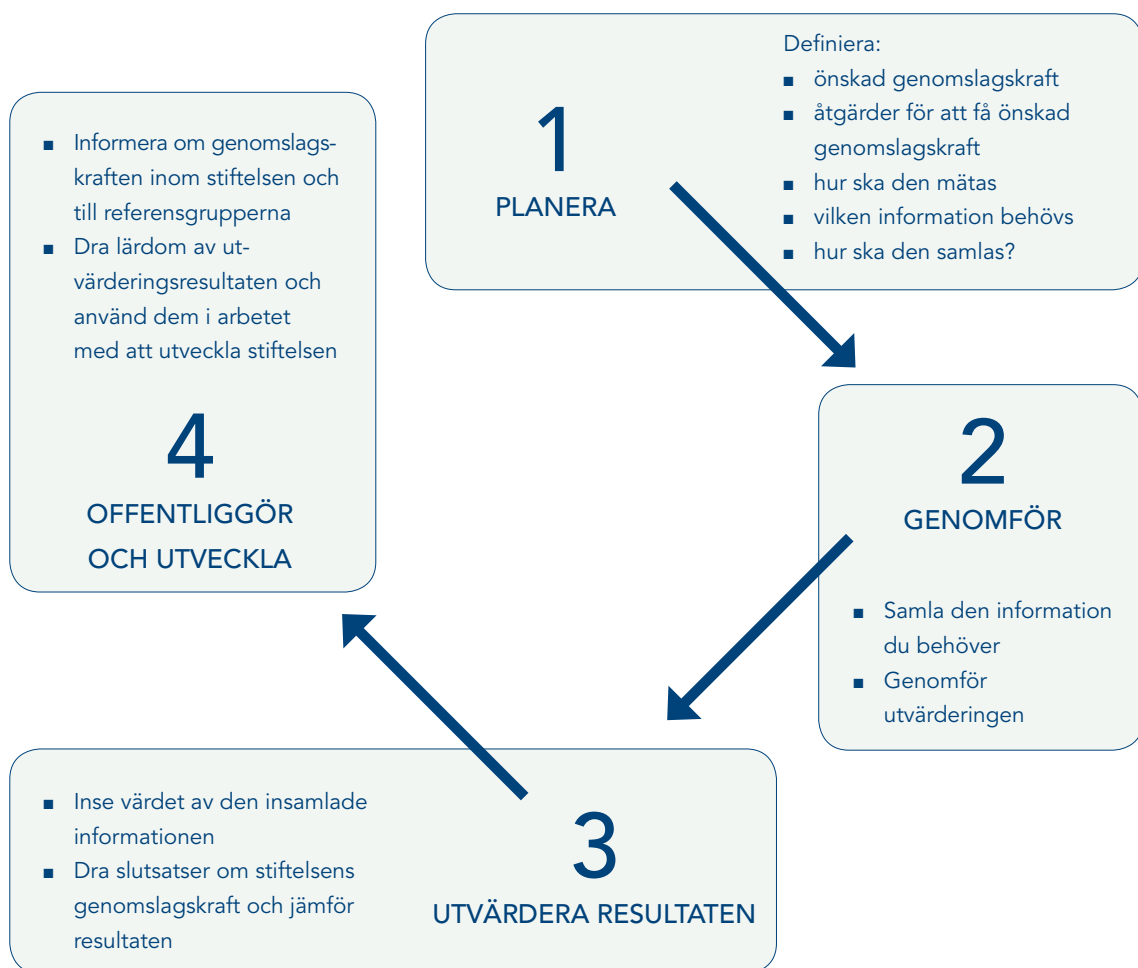 1
PLANERA
Definiera:
■ önskad genomslagskraft
■ åtgärder för att få önskad
genomslagskraft
■ hur ska den mätas
■ vilken information behövs
■ hur ska den samlas?
2
GENOMFÖR
■ Samla den information
du behöver
■ Genomför
utvärderingen
3
UTVÄRDERA RESULTATEN
■ Inse värdet av den insamlade
informationen
■ Dra slutsatser om stiftelsens
genomslagskraft och jämför
resultaten
■ Informera om genomslags-
kraften inom stiftelsen och
till referensgrupperna
■ Dra lärdom av ut-
värderingsresultaten och
använd dem i arbetet
med att utveckla stiftelsen
4
OFFENTLIGGÖR
OCH UTVECKLA